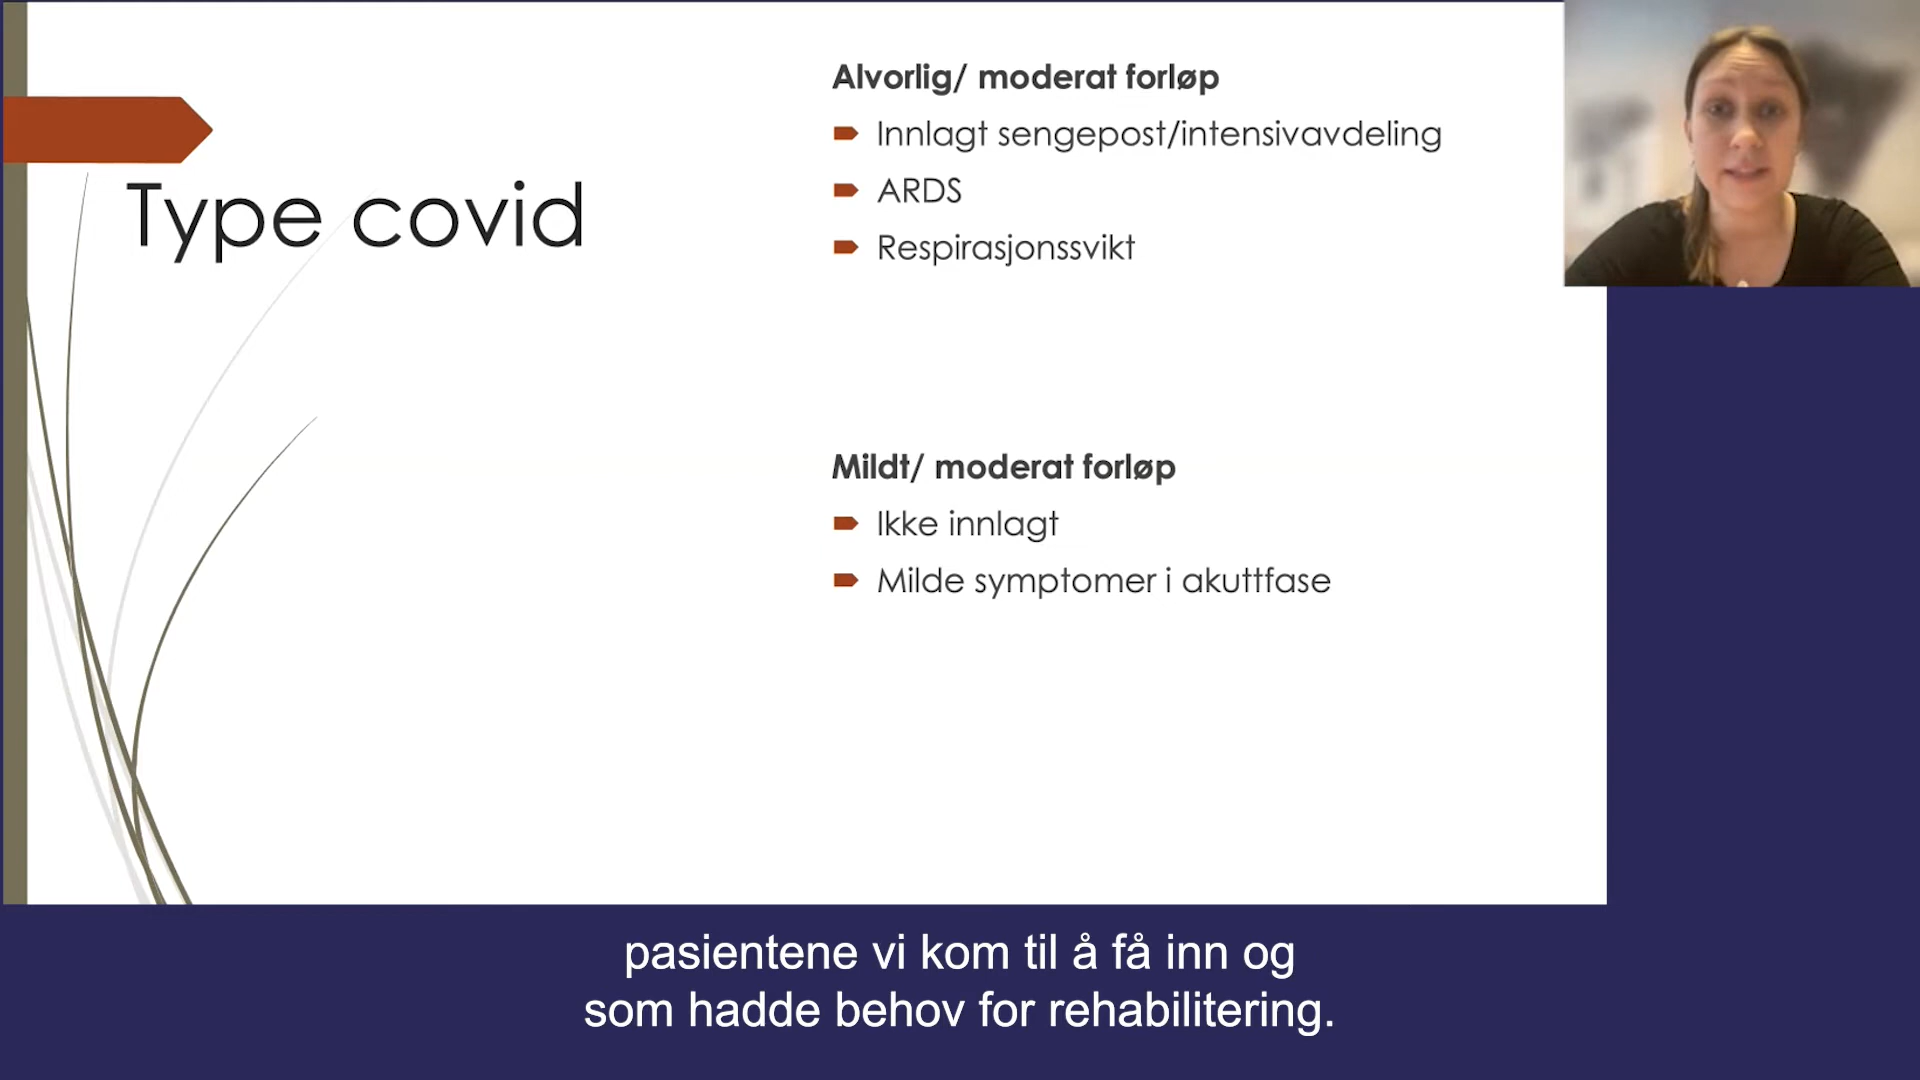 Type covid
Alvorlig/ moderat forløp
Innlagt sengepost/intensivavdeling
ARDS
Respirasjonssvikt
Mildt/ moderat forløp
Ikke innlagt
Milde symptomer i akuttfase
pasientene vi kom til å få inn og
som hadde behov for rehabilitering.